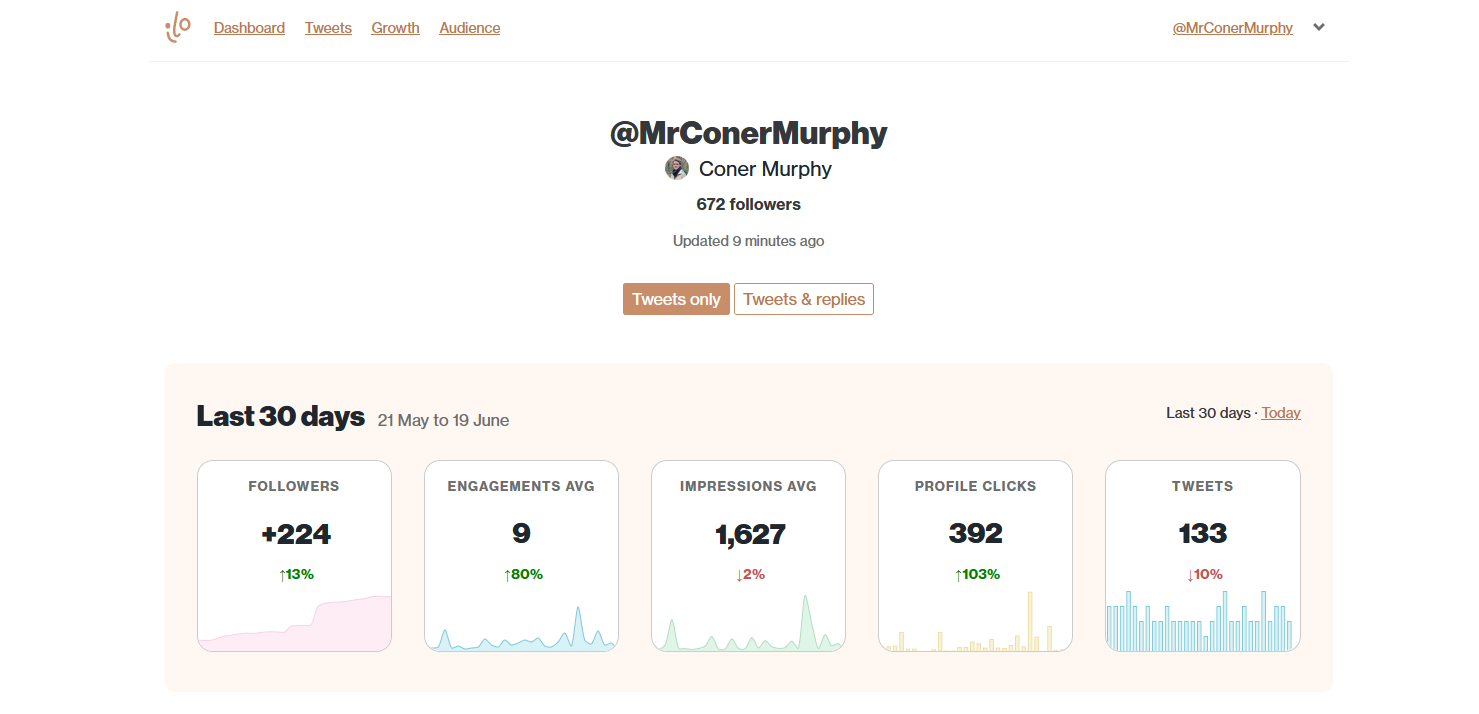 ilo Dashboard Tweets Growth Audience @MrConerMurphy
@MrConerMurphy
Coner Murphy
672 followers
Updated 9 minutes ago
Tweets only Tweets & replies
Last 30 days 21 May to 19 June Last 30 days · Today
FOLLOWERS ENGAGEMENTS AVG IMPRESSIONS AVG PROFILE CLICKS TWEETS
+224 9 1,627 392 133
↑13% ↑80% ↓2% ↑103% ↓10%